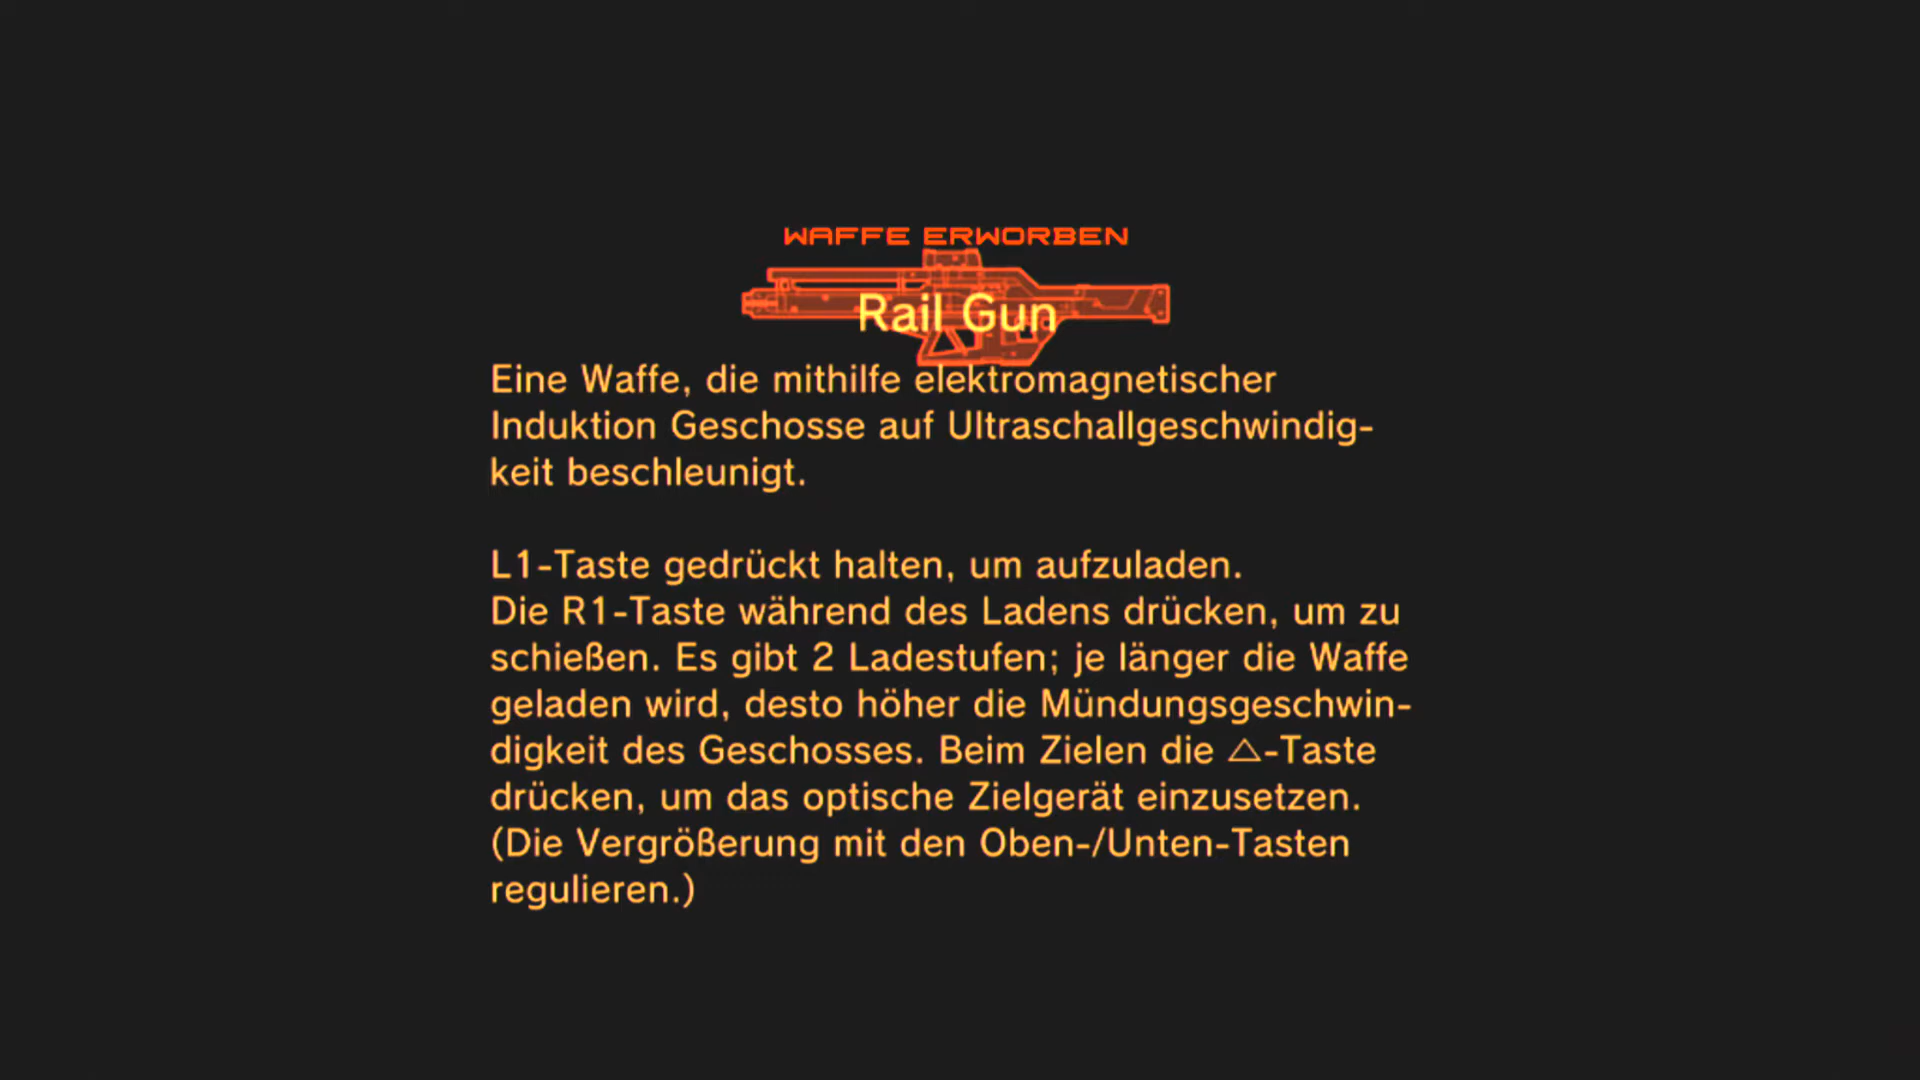 WAFFE ERWORBEN
Rail Gun
Eine Waffe, die mithilfe elektromagnetischer
Induktion Geschosse auf Ultraschallgeschwindig-
keit beschleunigt.
L1-Taste gedrückt halten, um aufzuladen.
Die R1-Taste während des Ladens drücken, um zu
schießen. Es gibt 2 Ladestufen; je länger die Waffe
geladen wird, desto höher die Mündungsgeschwin-
digkeit des Geschosses. Beim Zielen die △-Taste
drücken, um das optische Zielgerät einzusetzen.
(Die Vergrößerung mit den Oben-/Unten-Tasten
regulieren.)